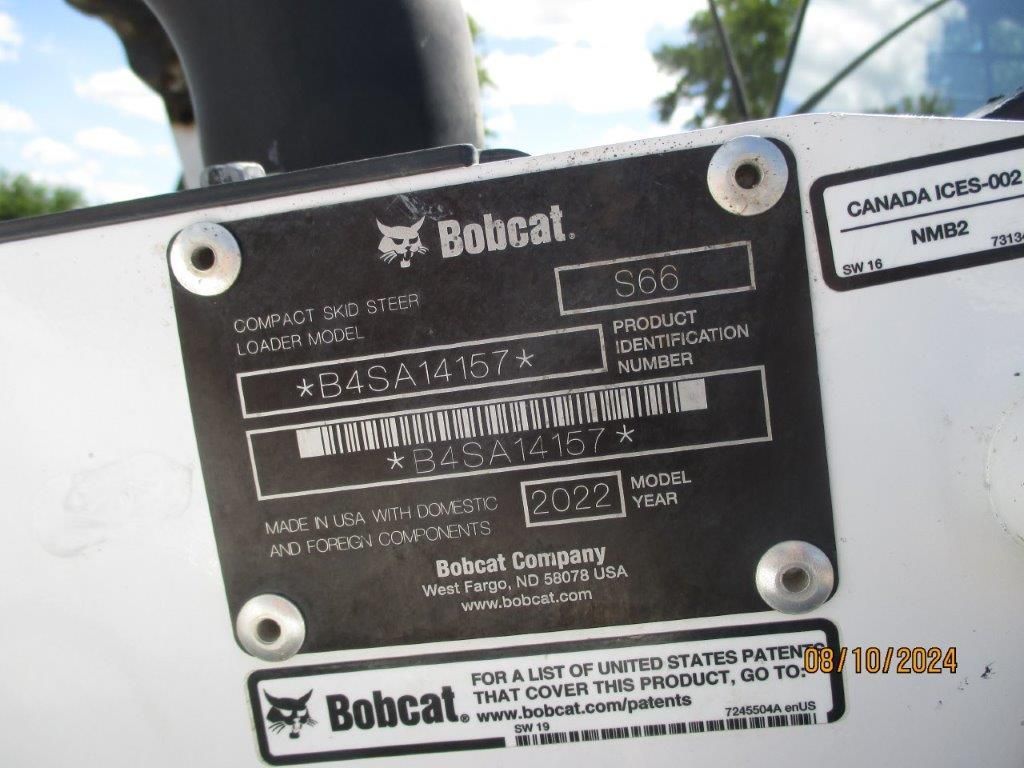 Bobcat.
COMPACT SKID STEER
LOADER MODEL
S66
*B4SA14157*
PRODUCT
IDENTIFICATION
NUMBER
*B4SA14157*
MADE IN USA WITH DOMESTIC
AND FOREIGN COMPONENTS
2022
MODEL
YEAR
Bobcat Company
West Fargo, ND 58078 USA
www.bobcat.com
CANADA ICES-002
NMB2
SW 16
73134
Bobcat.
FOR A LIST OF UNITED STATES PATENTS
THAT COVER THIS PRODUCT, GO TO:
www.bobcat.com/patents
7245504A enUS
SW 19
08/10/2024